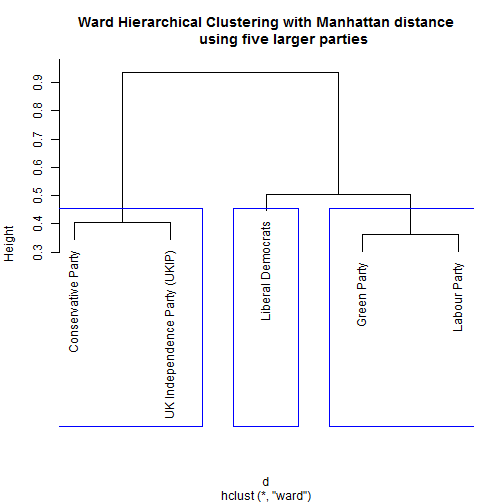 Ward Hierarchical Clustering with Manhattan distance
using five larger parties
Height
0.9
0.8
0.7
0.6
0.5
0.4
0.3
Conservative Party
UK Independence Party (UKIP)
Liberal Democrats
Green Party
Labour Party
d
hclust (*, "ward")